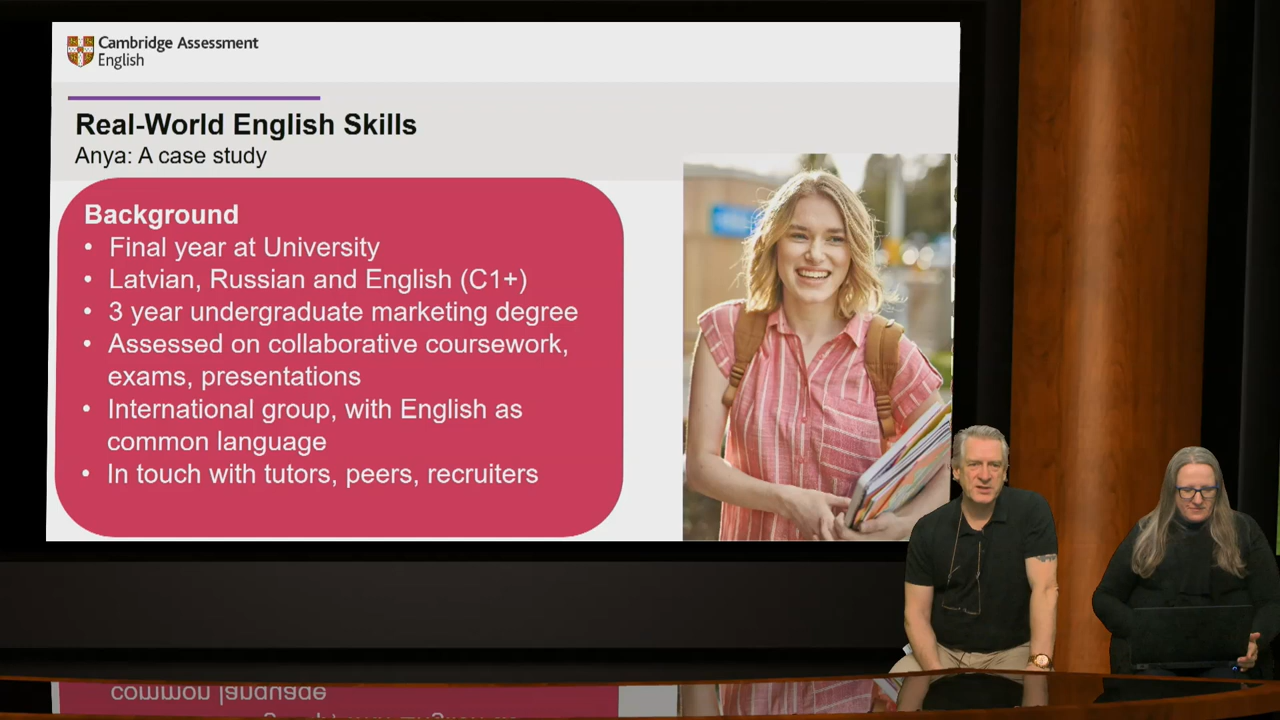 Cambridge Assessment
English
Real-World English Skills
Anya: A case study
Background
• Final year at University
• Latvian, Russian and English (C1+)
• 3 year undergraduate marketing degree
• Assessed on collaborative coursework,
exams, presentations
• International group, with English as
common language
• In touch with tutors, peers, recruiters
common language